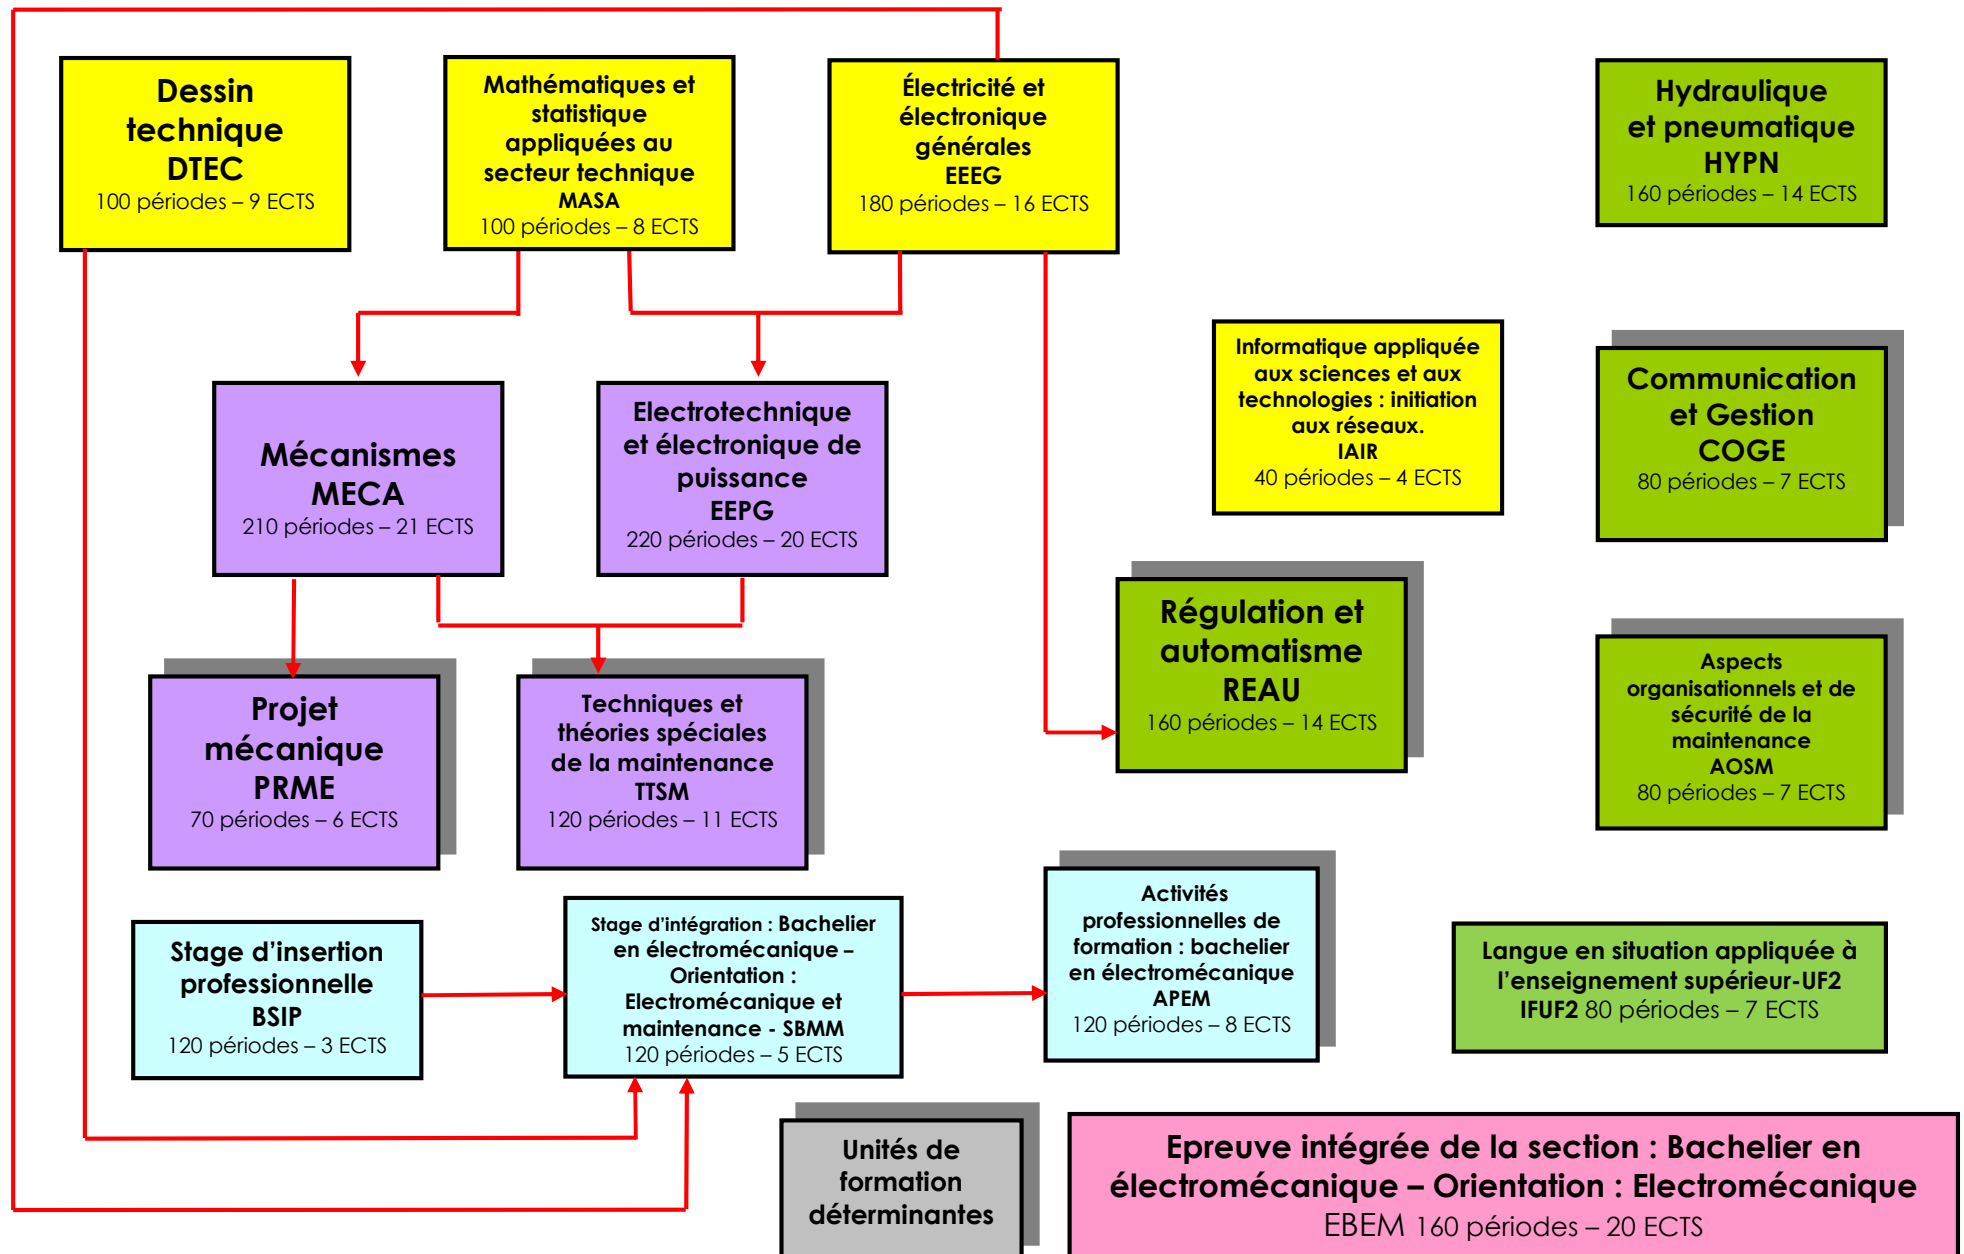 Dessin
technique
DTEC
100 périodes – 9 ECTS
Mathématiques et
statistique
appliquées au
secteur technique
MASA
100 périodes – 8 ECTS
Électricité et
électronique
générales
EEEG
180 périodes – 16 ECTS
Hydraulique
et pneumatique
HYPN
160 périodes – 14 ECTS
Informatique appliquée
aux sciences et aux
technologies : initiation
aux réseaux.
IAIR
40 périodes – 4 ECTS
Communication
et Gestion
COGE
80 périodes – 7 ECTS
Mécanismes
MECA
210 périodes – 21 ECTS
Electrotechnique
et électronique de
puissance
EEPG
220 périodes – 20 ECTS
Régulation et
automatisme
REAU
160 périodes – 14 ECTS
Aspects
organisationnels et de
sécurité de la
maintenance
AOSM
80 périodes – 7 ECTS
Projet
mécanique
PRME
70 périodes – 6 ECTS
Techniques et
théories spéciales
de la maintenance
TTSM
120 périodes – 11 ECTS
Stage d’insertion
professionnelle
BSIP
120 périodes – 3 ECTS
Stage d’intégration : Bachelier
en électromécanique –
Orientation :
Electromécanique et
maintenance - SBMM
120 périodes – 5 ECTS
Activités
professionnelles de
formation : bachelier
en électromécanique
APEM
120 périodes – 8 ECTS
Langue en situation appliquée à
l’enseignement supérieur-UF2
IFUF2 80 périodes – 7 ECTS
Unités de
formation
déterminantes
Epreuve intégrée de la section : Bachelier en
électromécanique – Orientation : Electromécanique
EBEM 160 périodes – 20 ECTS